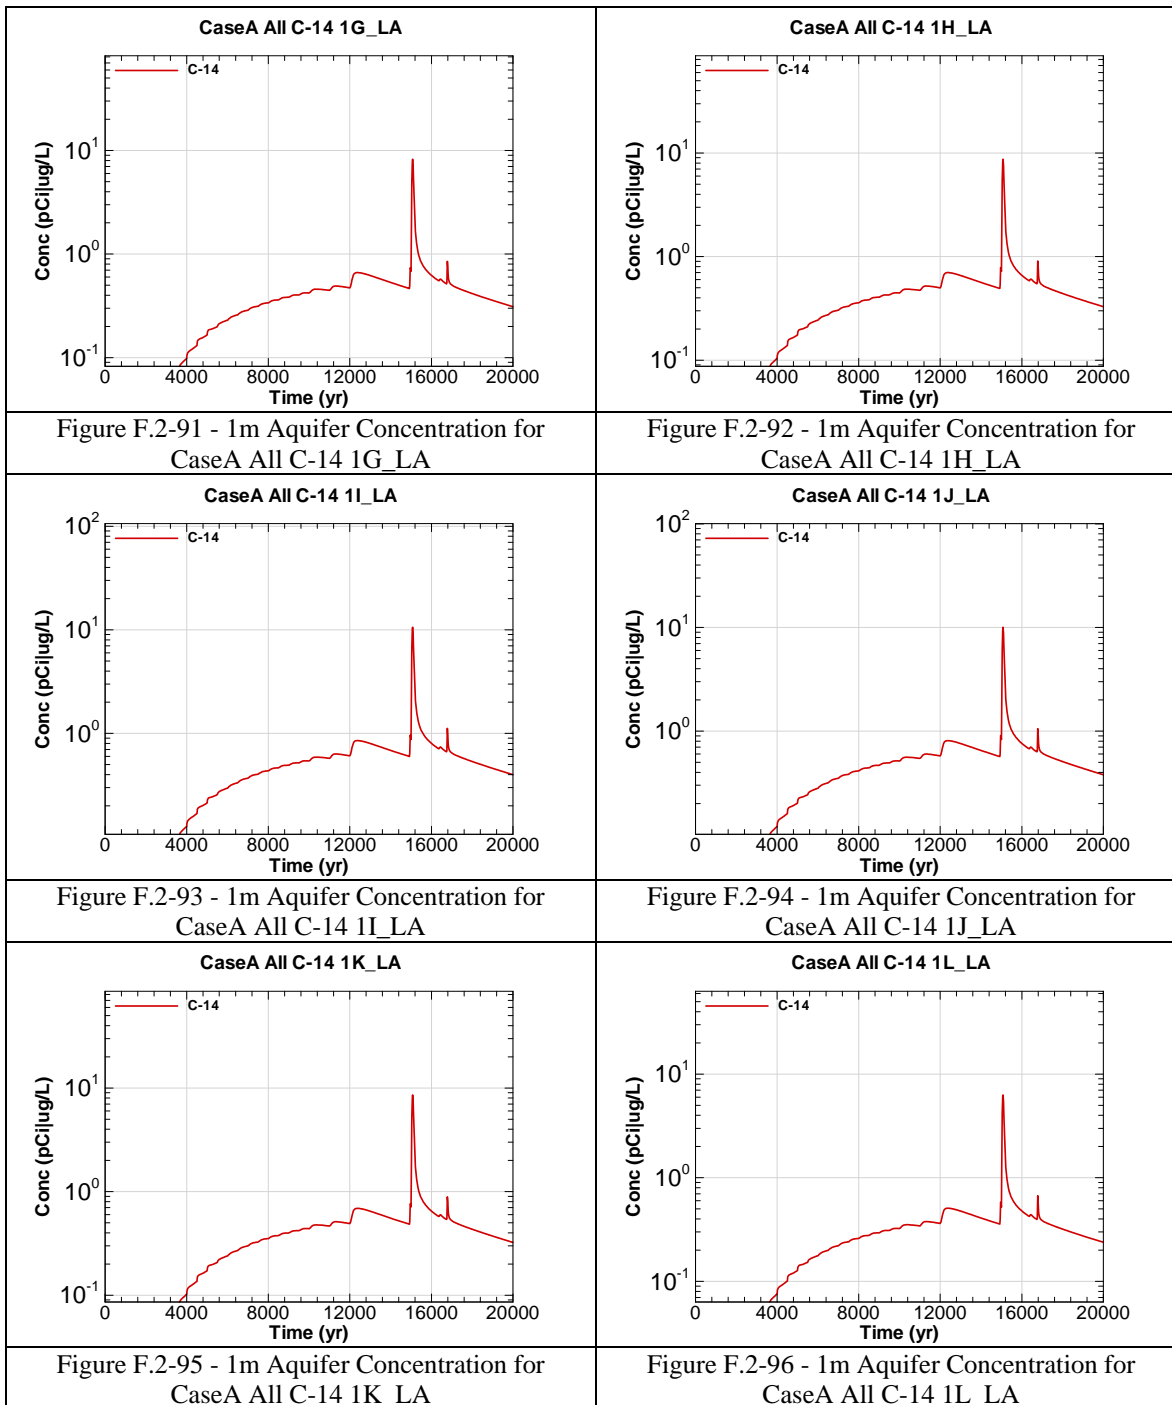 CaseA All C-14 1G_LA
C-14
Conc (pCi|ug/L)
10^1
10^0
10^-1
0 4000 8000 12000 16000 20000
Time (yr)
Figure F.2-91 - 1m Aquifer Concentration for
CaseA All C-14 1G_LA
CaseA All C-14 1H_LA
C-14
Conc (pCi|ug/L)
10^1
10^0
10^-1
0 4000 8000 12000 16000 20000
Time (yr)
Figure F.2-92 - 1m Aquifer Concentration for
CaseA All C-14 1H_LA
CaseA All C-14 1I_LA
C-14
Conc (pCi|ug/L)
10^2
10^1
10^0
0 4000 8000 12000 16000 20000
Time (yr)
Figure F.2-93 - 1m Aquifer Concentration for
CaseA All C-14 1I_LA
CaseA All C-14 1J_LA
C-14
Conc (pCi|ug/L)
10^2
10^1
10^0
0 4000 8000 12000 16000 20000
Time (yr)
Figure F.2-94 - 1m Aquifer Concentration for
CaseA All C-14 1J_LA
CaseA All C-14 1K_LA
C-14
Conc (pCi|ug/L)
10^1
10^0
10^-1
0 4000 8000 12000 16000 20000
Time (yr)
Figure F.2-95 - 1m Aquifer Concentration for
CaseA All C-14 1K_LA
CaseA All C-14 1L_LA
C-14
Conc (pCi|ug/L)
10^1
10^0
10^-1
0 4000 8000 12000 16000 20000
Time (yr)
Figure F.2-96 - 1m Aquifer Concentration for
CaseA All C-14 1L_LA